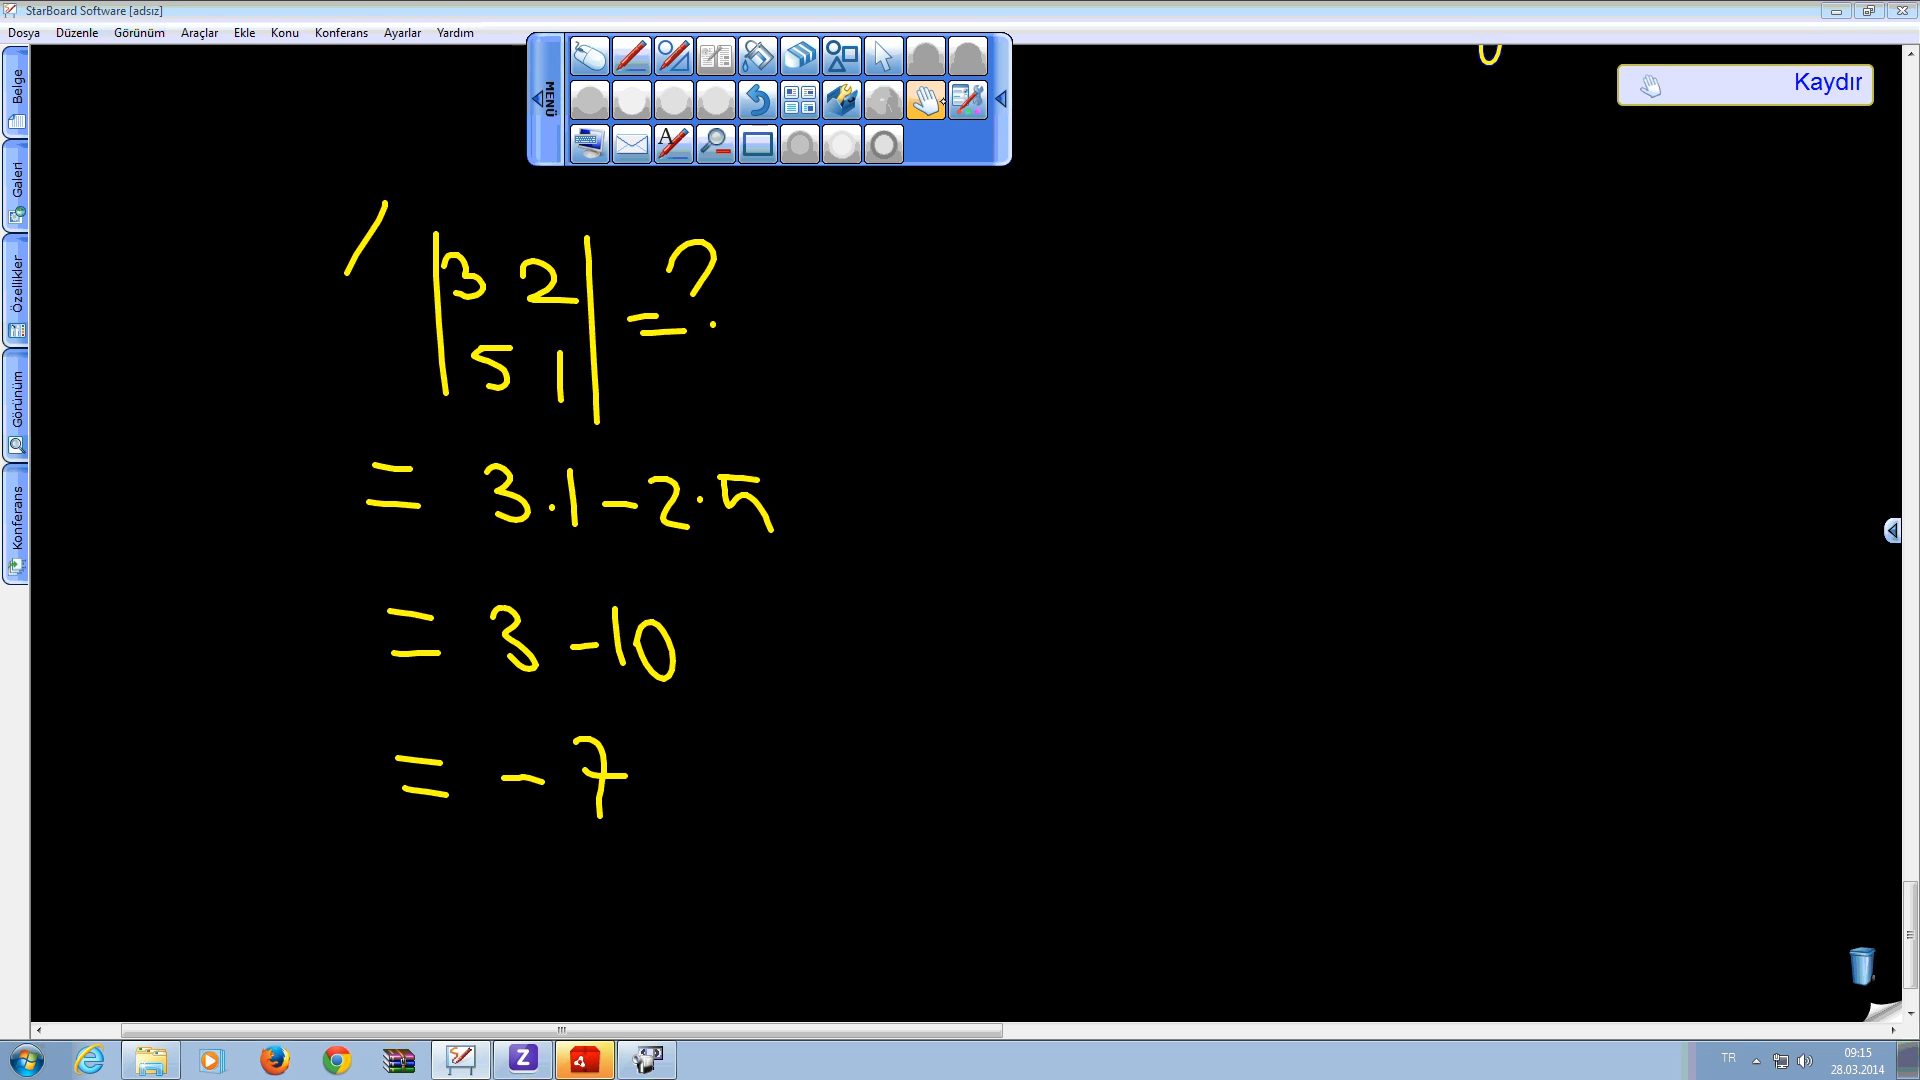 StarBoard Software [adsız]
Dosya Düzenle Görünüm Araçlar Ekle Konu Konferans Ayarlar Yardım
MENÜ
Kaydır
Belge
Galeri
Özellikler
Görünüm
Konferans
/ |3 2| = ?
|5 1|
= 3·1-2·5
= 3-10
= -7
TR
09:15
28.03.2014